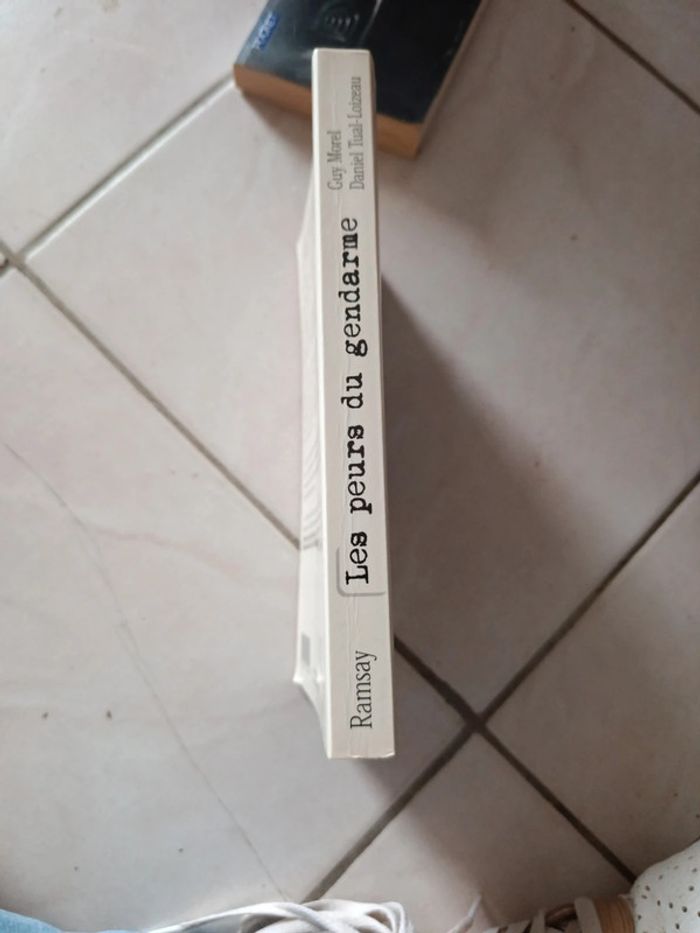 Guy Morel
Daniel Tual-Loizeau
Les peurs du gendarme
Ramsay